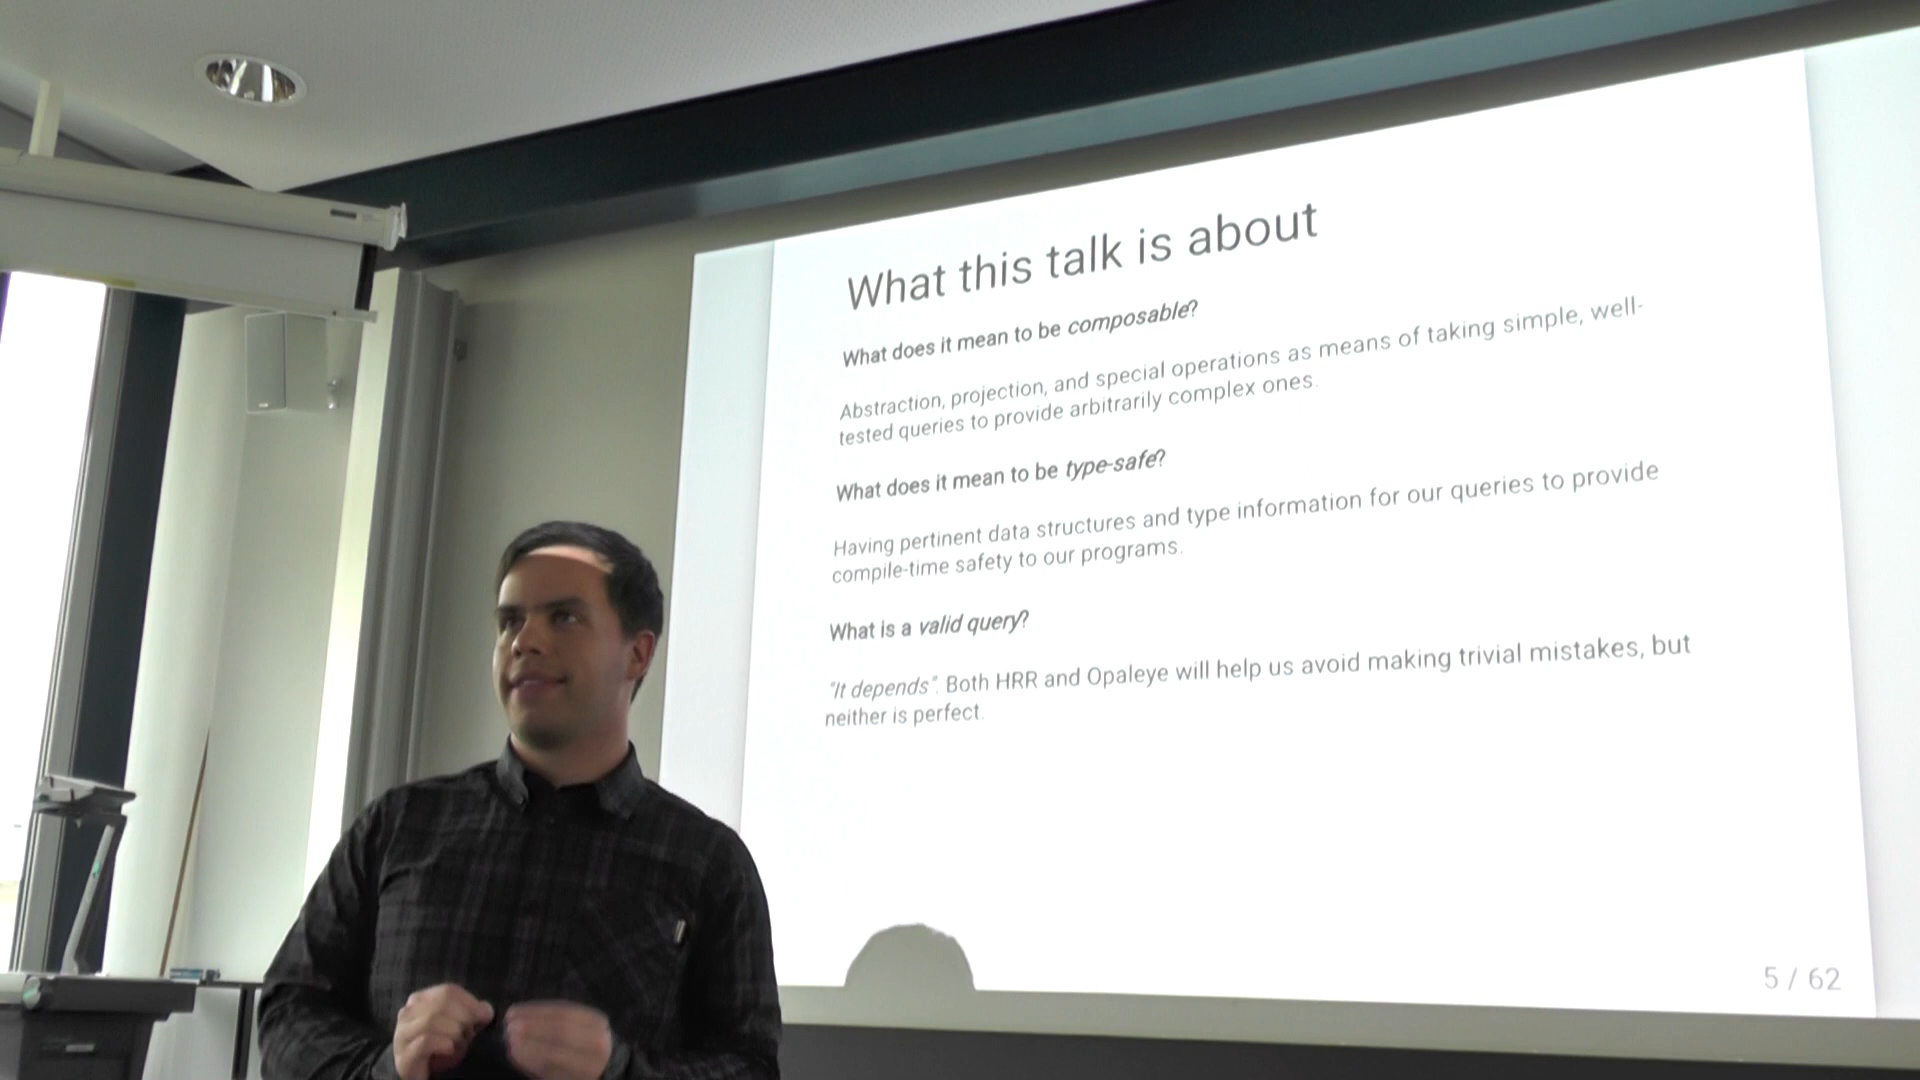 What this talk is about
What does it mean to be composable?
Abstraction, projection, and special operations as means of taking simple, well-
tested queries to provide arbitrarily complex ones.
What does it mean to be type-safe?
Having pertinent data structures and type information for our queries to provide
compile-time safety to our programs.
What is a valid query?
"It depends". Both HRR and Opaleye will help us avoid making trivial mistakes, but
neither is perfect.
5 / 62